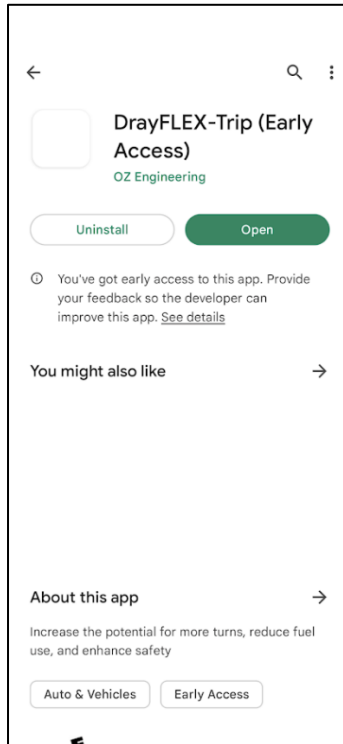 DrayFLEX-Trip (Early
Access)
OZ Engineering
Uninstall
Open
You've got early access to this app. Provide
your feedback so the developer can
improve this app. See details
You might also like
About this app
Increase the potential for more turns, reduce fuel
use, and enhance safety
Auto & Vehicles
Early Access